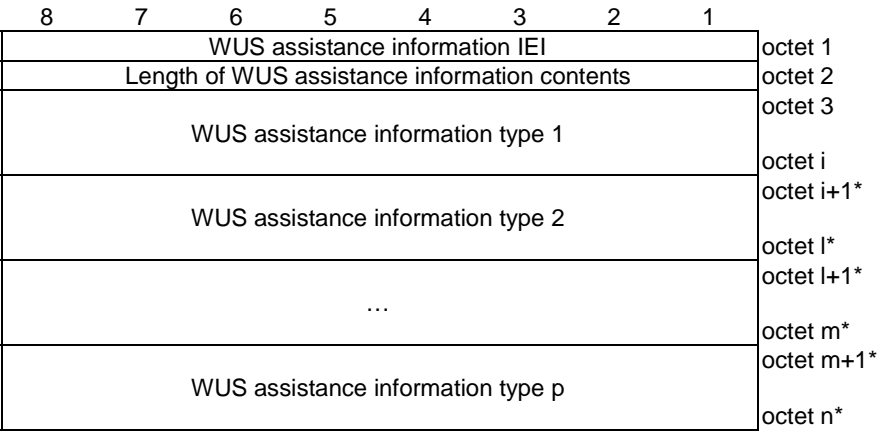 8 7 6 5 4 3 2 1
WUS assistance information IEI octet 1
Length of WUS assistance information contents octet 2
octet 3
WUS assistance information type 1
octet i
octet i+1*
WUS assistance information type 2
octet l*
octet l+1*
…
octet m*
octet m+1*
WUS assistance information type p
octet n*